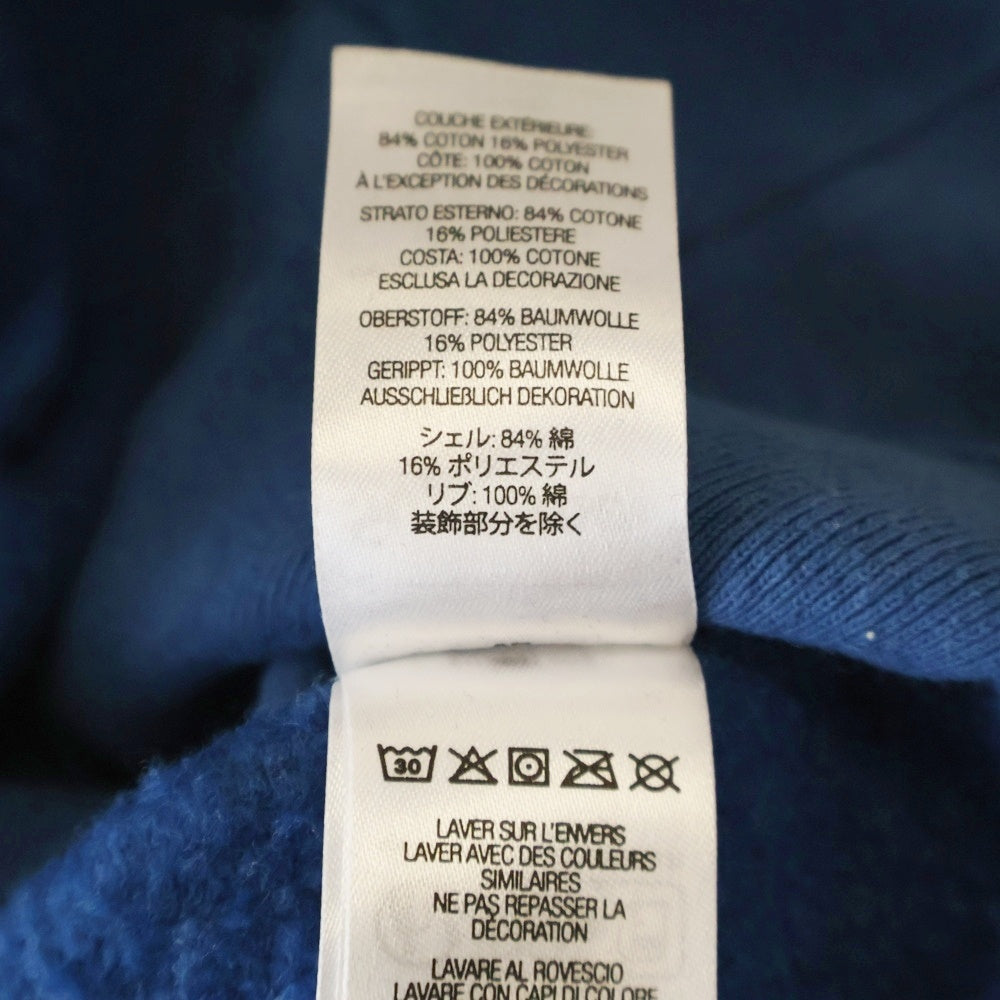 COUCHE EXTÉRIEURE:
84% COTON 16% POLYESTER
CÔTE: 100% COTON
À L'EXCEPTION DES DÉCORATIONS
STRATO ESTERNO: 84% COTONE
16% POLIESTERE
COSTA: 100% COTONE
ESCLUSA LA DECORAZIONE
OBERSTOFF: 84% BAUMWOLLE
16% POLYESTER
GERIPPT: 100% BAUMWOLLE
AUSSCHLIEßLICH DEKORATION
シェル: 84% 綿
16% ポリエステル
リブ: 100% 綿
装飾部分を除く
30
LAVER SUR L'ENVERS
LAVER AVEC DES COULEURS
SIMILAIRES
NE PAS REPASSER LA
DÉCORATION
LAVARE AL ROVESCIO
LAVARE CON CAPI DI COLORE